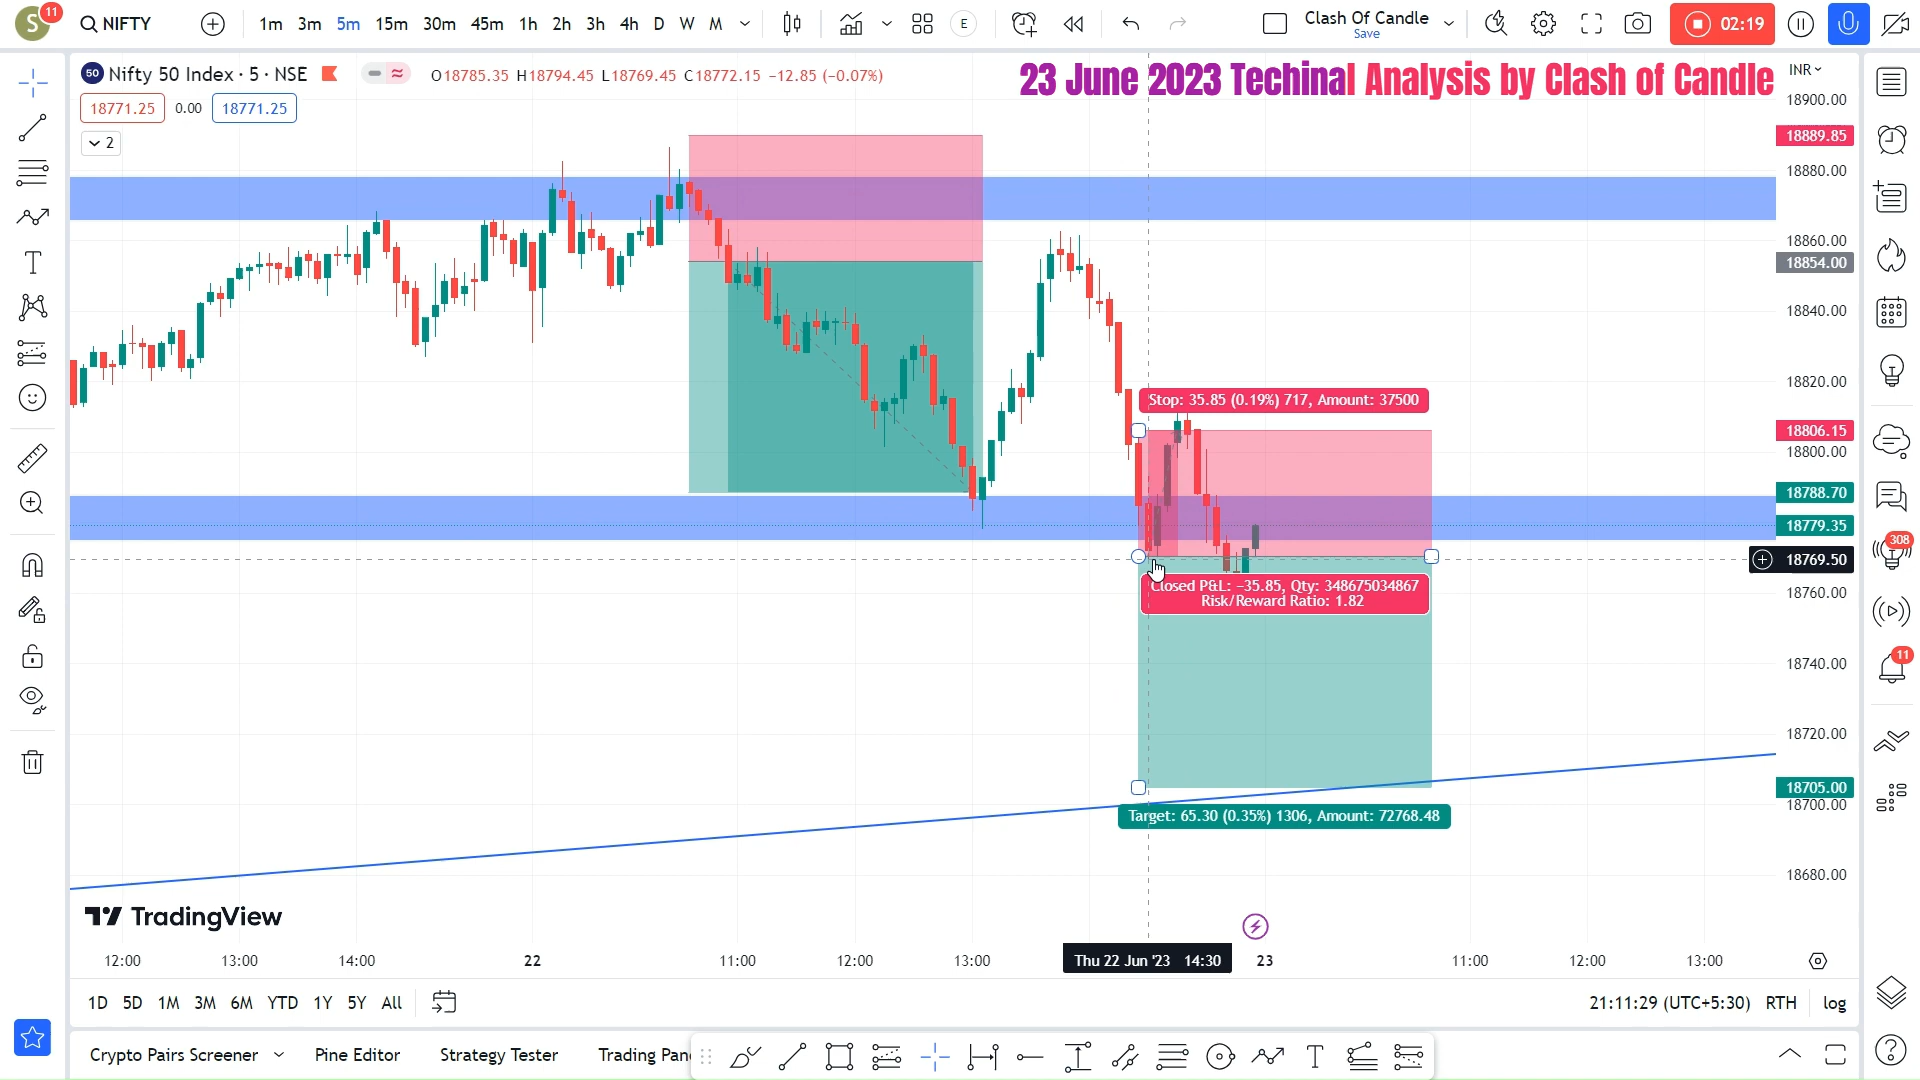 S
11
NIFTY
1m 3m 5m 15m 30m 45m 1h 2h 3h 4h D W M
E
Clash Of Candle
Save
02:19
50 Nifty 50 Index · 5 · NSE
O18785.35 H18794.45 L18769.45 C18772.15 −12.85 (−0.07%)
18771.25 0.00 18771.25
2
23 June 2023 Techinal Analysis by Clash of Candle
INR
18900.00
18889.85
18880.00
18860.00
18854.00
18840.00
18820.00
18806.15
18800.00
18788.70
18779.35
18769.50
18760.00
18740.00
18720.00
18705.00
18700.00
18680.00
Stop: 35.85 (0.19%) 717, Amount: 37500
Closed P&L: −35.85, Qty: 348675034867
Risk/Reward Ratio: 1.82
Target: 65.30 (0.35%) 1306, Amount: 72768.48
308
11
TradingView
12:00 13:00 14:00 22 11:00 12:00 13:00 Thu 22 Jun '23 14:30 23 11:00 12:00 13:00
1D 5D 1M 3M 6M YTD 1Y 5Y All
21:11:29 (UTC+5:30) RTH log
Crypto Pairs Screener Pine Editor Strategy Tester Trading Pan